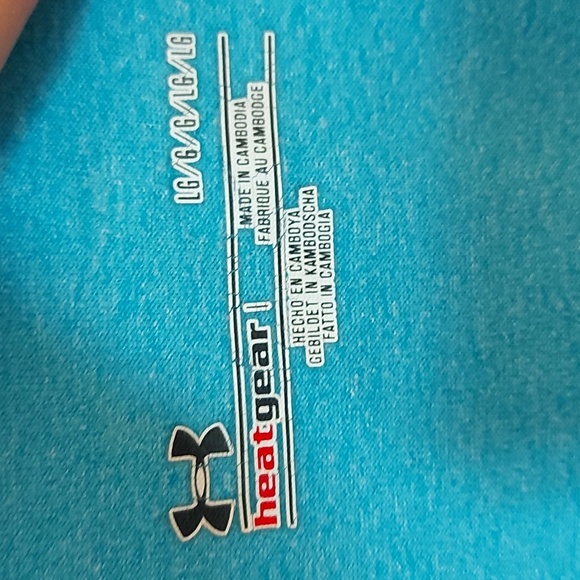 LG/G/G/LG/LG
heatgear
MADE IN CAMBODIA
FABRIQUE AU CAMBODGE
HECHO EN CAMBOYA
GEBILDET IN KAMBODSCHA
FATTO IN CAMBOGIA